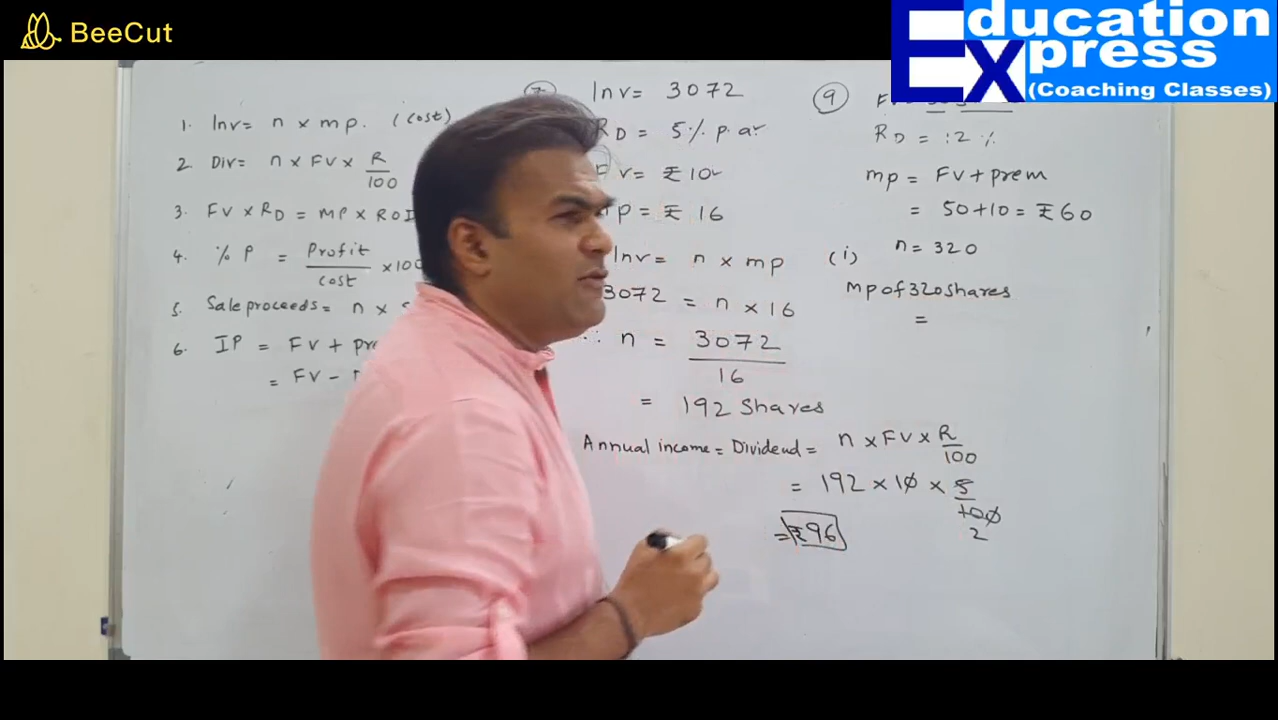 BeeCut
Education
Express
(Coaching Classes)
1. Inv= n x mp. (cost)
2. Div= n x FV x R/100
3. FV x RD = MP x ROI
4. % P = Profit/cost x100
5. Sale proceeds = n x
6. IP = FV + pre
= FV -
Inv= 3072
RD = 5% p.a
FV= ₹10
= ₹ 16
Inv= n x mp
3072 = n x 16
∴ n = 3072/16
= 192 Shares
Annual income = Dividend = n x FV x R/100
= 192 x 10 x 5/100
2
= ₹96
9
RD = 12%
mp = FV + prem
= 50+10 = ₹60
(i) n = 320
mp of 320 shares
=